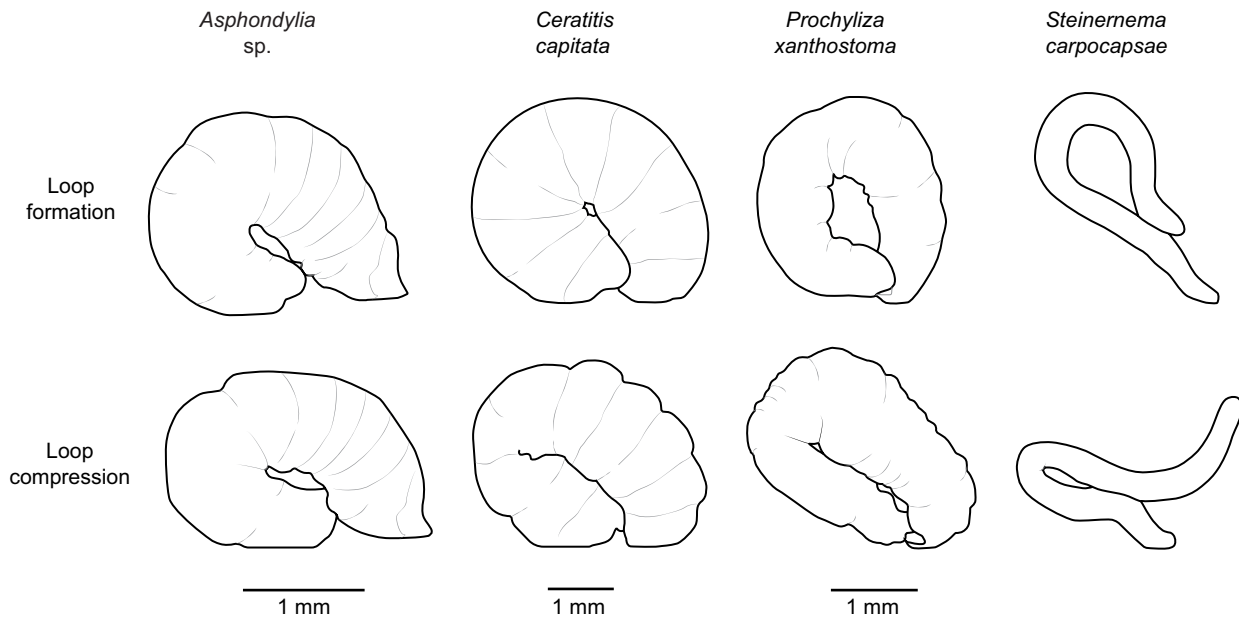 Asphondylia
sp.
Ceratitis
capitata
Prochyliza
xanthostoma
Steinernema
carpocapsae
Loop
formation
Loop
compression
1 mm
1 mm
1 mm